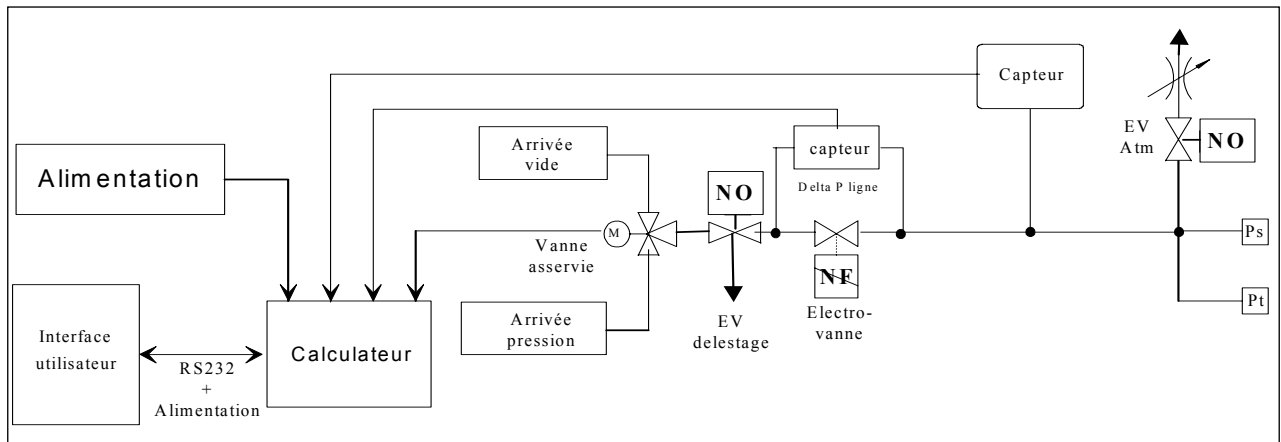 Capteur
EV
Atm
NO
Arrivée
vide
capteur
Delta P ligne
Alimentation
NO
Ps
M
Vanne
asservie
NF
Pt
Electro-
vanne
Arrivée
pression
EV
delestage
Interface
utilisateur
Calculateur
RS232
+
Alimentation